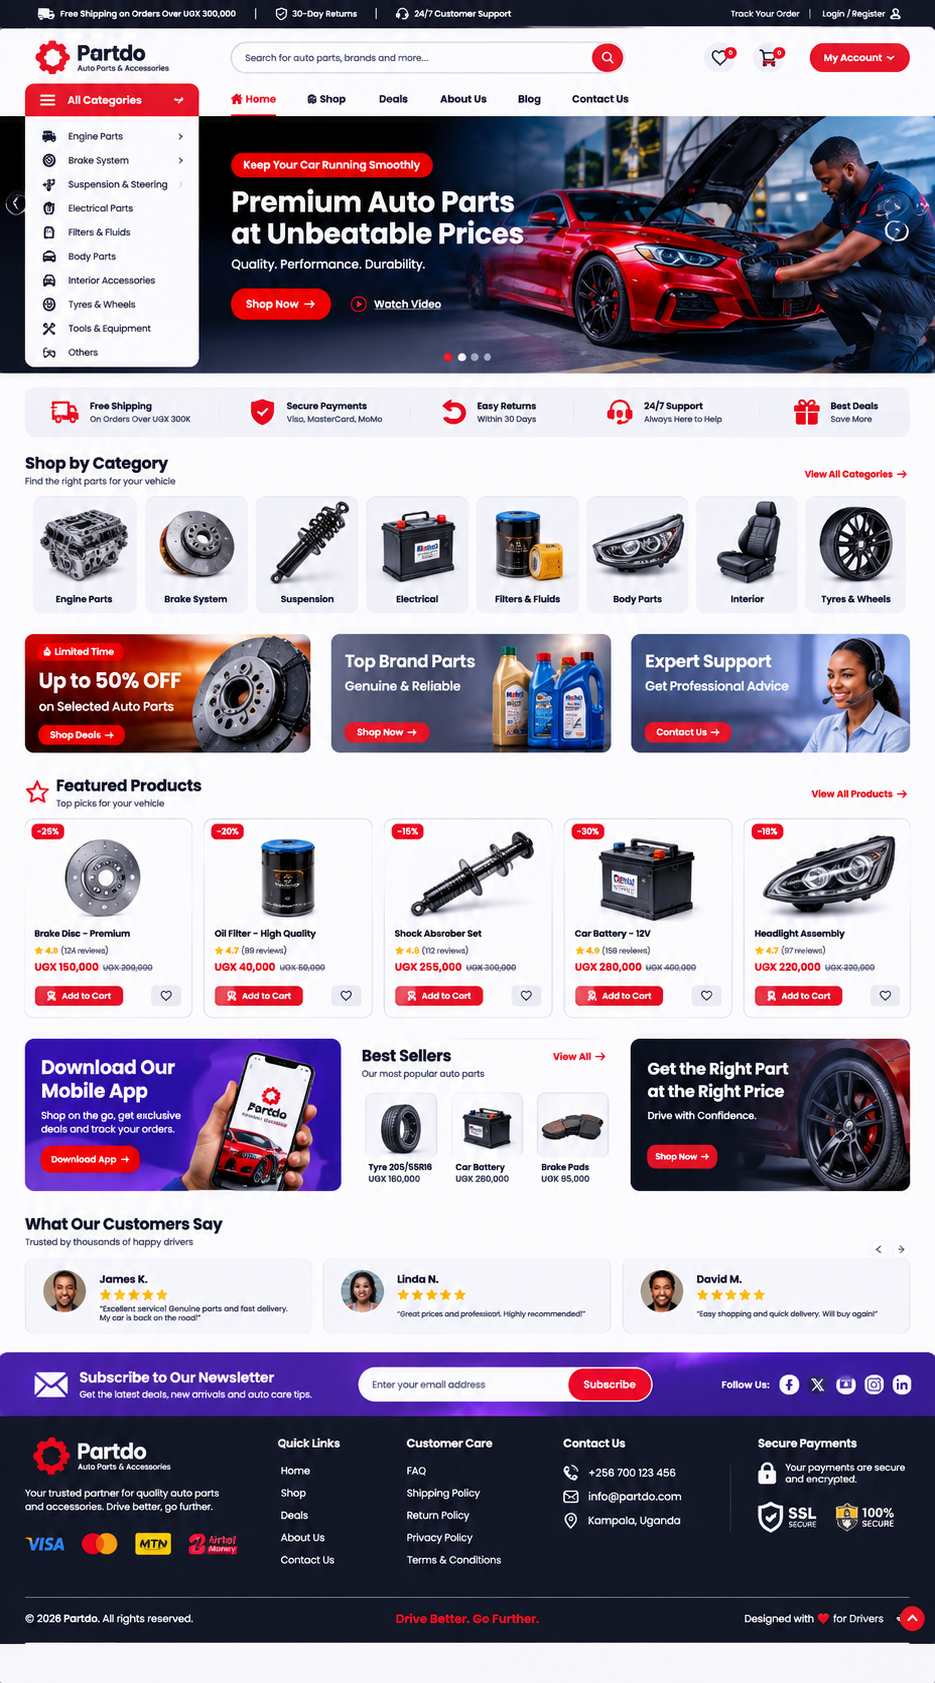 Free Shipping on Orders Over UGX 300,000
30-Day Returns
24/7 Customer Support
Track Your Order
Login / Register
Partdo
Auto Parts & Accessories
Search for auto parts, brands and more...
0
0
My Account
All Categories
Home
Shop
Deals
About Us
Blog
Contact Us
Engine Parts
Brake System
Suspension & Steering
Electrical Parts
Filters & Fluids
Body Parts
Interior Accessories
Tyres & Wheels
Tools & Equipment
Others
Keep Your Car Running Smoothly
Premium Auto Parts
at Unbeatable Prices
Quality. Performance. Durability.
Shop Now →
Watch Video
Free Shipping
On Orders Over UGX 300K
Secure Payments
Visa, MasterCard, MoMo
Easy Returns
Within 30 Days
24/7 Support
Always Here to Help
Best Deals
Save More
Shop by Category
Find the right parts for your vehicle
View All Categories →
Engine Parts
Brake System
Suspension
Electrical
Filters & Fluids
Body Parts
Interior
Tyres & Wheels
Limited Time
Up to 50% OFF
on Selected Auto Parts
Shop Deals →
Top Brand Parts
Genuine & Reliable
Shop Now →
Expert Support
Get Professional Advice
Contact Us →
Featured Products
Top picks for your vehicle
View All Products →
-25%
Brake Disc - Premium
4.8 (124 reviews)
UGX 150,000 UGX 200,000
Add to Cart
-20%
Oil Filter - High Quality
4.7 (89 reviews)
UGX 40,000 UGX 50,000
Add to Cart
-15%
Shock Absrober Set
4.6 (112 reviews)
UGX 255,000 UGX 300,000
Add to Cart
-30%
Car Battery - 12V
4.9 (156 reviews)
UGX 280,000 UGX 400,000
Add to Cart
-18%
Headlight Assembly
4.7 (97 reviews)
UGX 220,000
Add to Cart
Download Our
Mobile App
Shop on the go, get exclusive
deals and track your orders.
Download App →
Partdo
Best Sellers
Our most popular auto parts
View All →
Tyre 205/55R16
UGX 180,000
Car Battery
UGX 280,000
Brake Pads
UGX 95,000
Get the Right Part
at the Right Price
Drive with Confidence.
Shop Now →
What Our Customers Say
Trusted by thousands of happy drivers
James K.
"Excellent service! Genuine parts and fast delivery.
My car is back on the road!"
Linda N.
"Great prices and profesicorl. Highly recommended!"
David M.
"Easy shopping and quick delivery. Will buy again!"
Subscribe to Our Newsletter
Get the latest deals, new arrivals and auto care tips.
Enter your email address
Subscribe
Follow Us:
Partdo
Auto Parts & Accessories
Your trusted partner for quality auto parts
and accessories. Drive better, go further.
VISA
MTN
Airtel
Money
Quick Links
Home
Shop
Deals
About Us
Contact Us
Customer Care
FAQ
Shipping Policy
Return Policy
Privacy Policy
Terms & Conditions
Contact Us
+256 700 123 456
info@partdo.com
Kampala, Uganda
Secure Payments
Your payments are secure
and encrypted.
SSL
SECURE
100%
SECURE
© 2026 Partdo. All rights reserved.
Drive Better. Go Further.
Designed with ❤ for Drivers